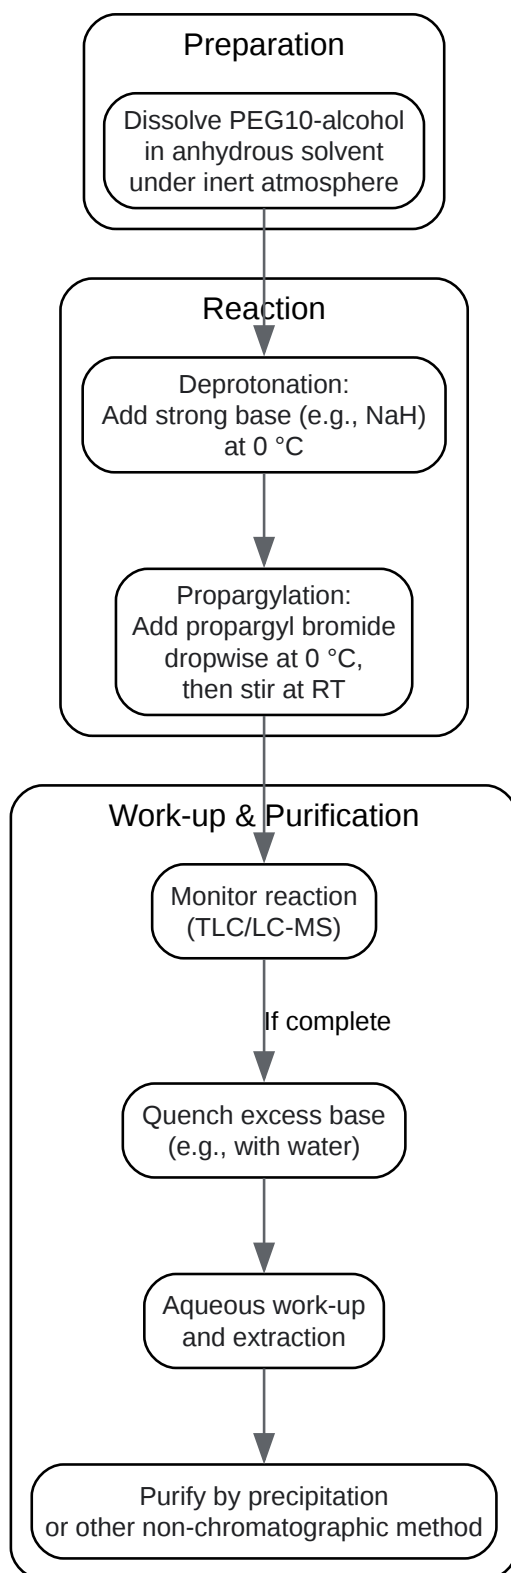 Preparation
Dissolve PEG10-alcohol
in anhydrous solvent
under inert atmosphere
Reaction
Deprotonation:
Add strong base (e.g., NaH)
at 0 °C
Propargylation:
Add propargyl bromide
dropwise at 0 °C,
then stir at RT
Work-up & Purification
Monitor reaction
(TLC/LC-MS)
If complete
Quench excess base
(e.g., with water)
Aqueous work-up
and extraction
Purify by precipitation
or other non-chromatographic method